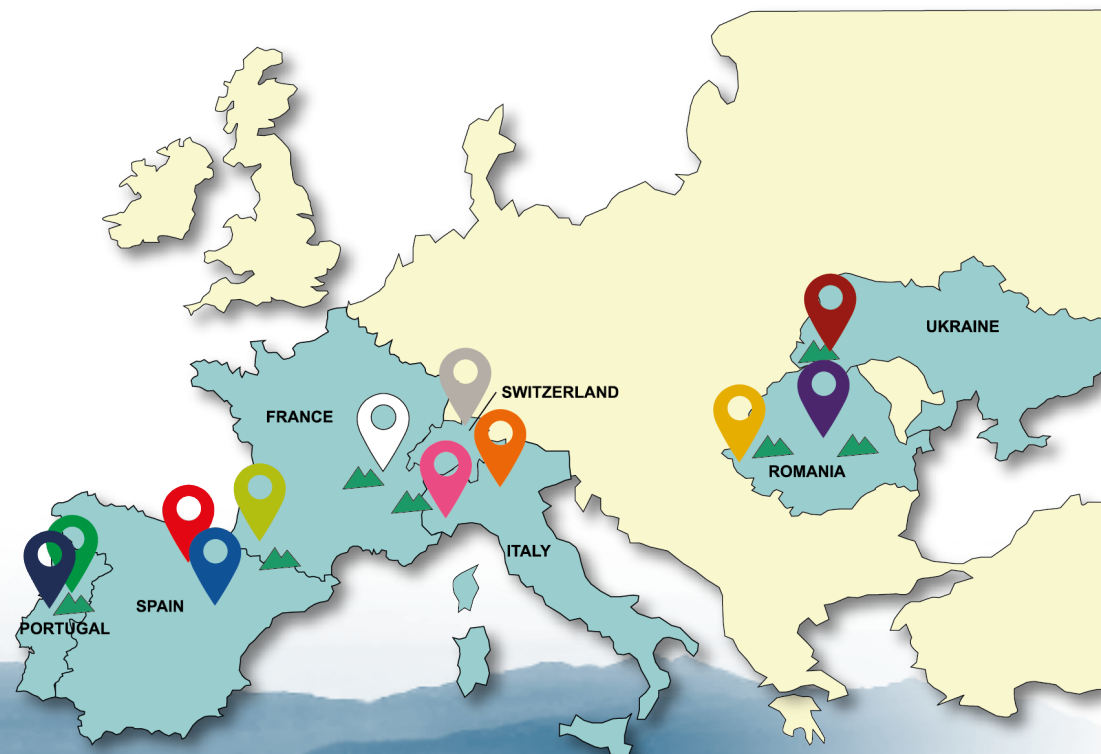 UKRAINE
SWITZERLAND
FRANCE
ROMANIA
ITALY
SPAIN
PORTUGAL